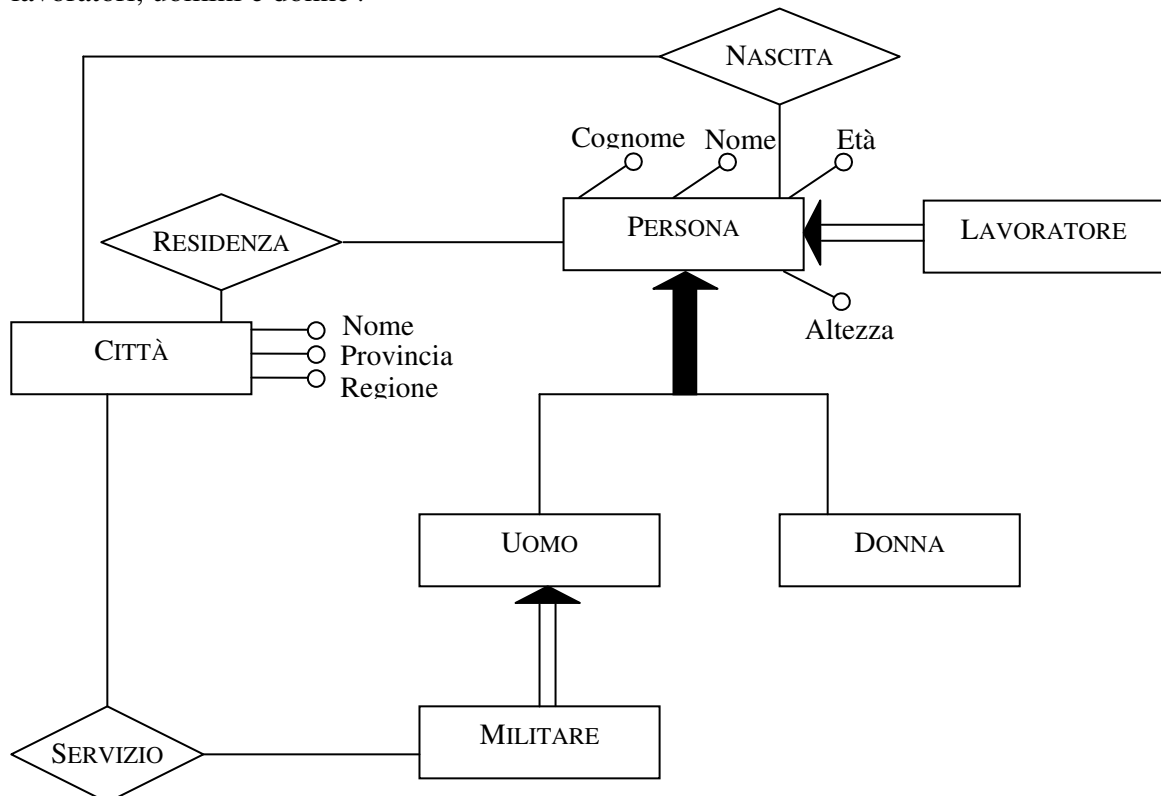 lavoratori, uomini e donne .
NASCITA
Cognome
Nome
Età
RESIDENZA
PERSONA
LAVORATORE
Altezza
CITTÀ
Nome
Provincia
Regione
UOMO
DONNA
MILITARE
SERVIZIO